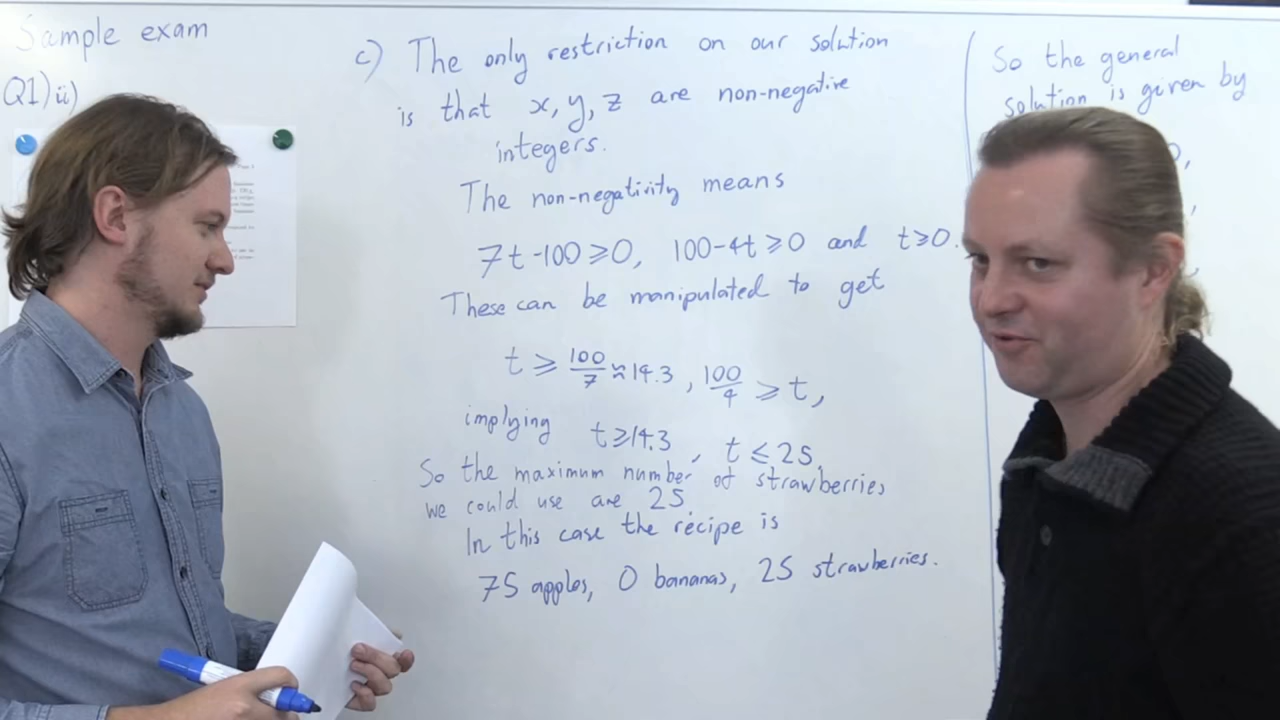 Sample exam
Q1) ii)
c) The only restriction on our solution
is that x, y, z are non-negative
integers.
The non-negativity means
7t-100 ⩾ 0, 100-4t ⩾ 0 and t ⩾ 0.
These can be manipulated to get
t ⩾ 100/7 ≈ 14.3, 100/4 ⩾ t,
implying t ⩾ 14.3, t ⩽ 25
So the maximum number of strawberries
we could use are 25
In this case the recipe is
75 apples, 0 bananas, 25 strawberries.
So the general
solution is given by